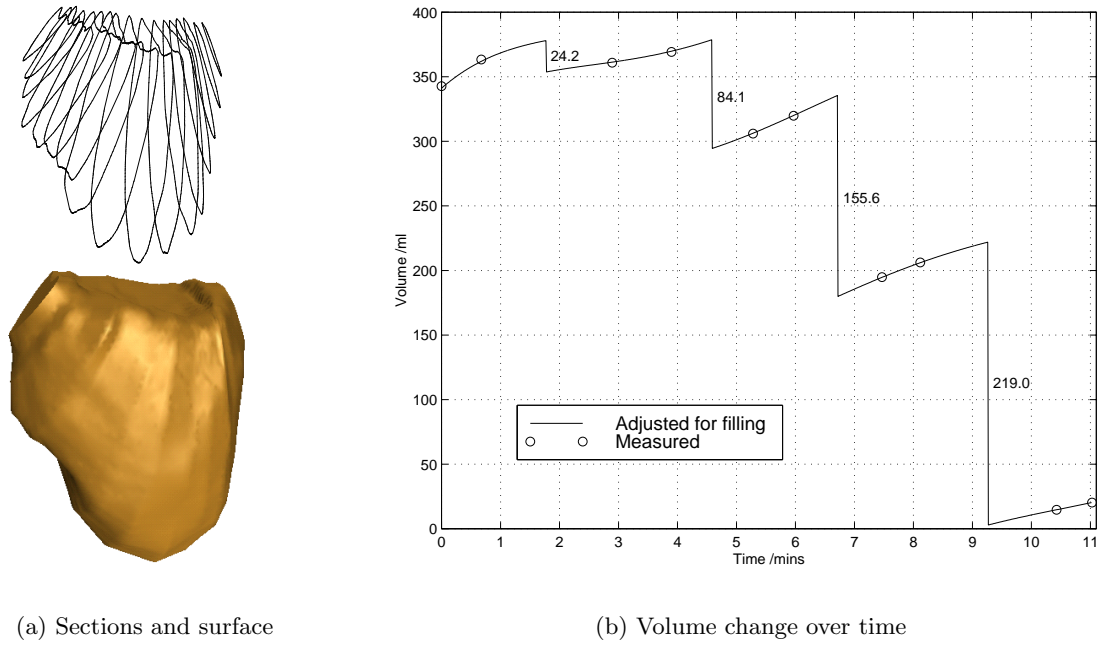 400
350
300
250
200
150
100
50
0
Volume /ml
24.2
84.1
155.6
219.0
Adjusted for filling
Measured
0 1 2 3 4 5 6 7 8 9 10 11
Time /mins
(a) Sections and surface
(b) Volume change over time